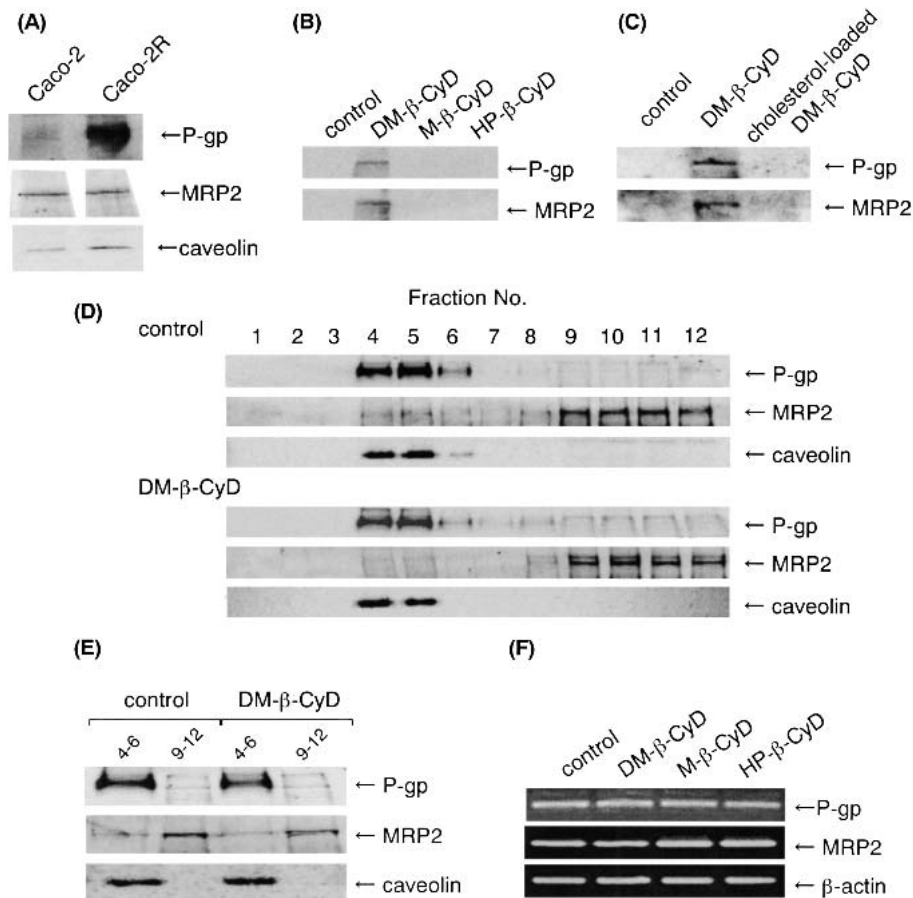 (A)
Caco-2
Caco-2R
←P-gp
←MRP2
←caveolin
(B)
control
DM-β-CyD
M-β-CyD
HP-β-CyD
←P-gp
← MRP2
(C)
control
DM-β-CyD
cholesterol-loaded
DM-β-CyD
← P-gp
← MRP2
(D)
Fraction No.
control
1 2 3 4 5 6 7 8 9 10 11 12
← P-gp
← MRP2
← caveolin
DM-β-CyD
← P-gp
← MRP2
← caveolin
(E)
control DM-β-CyD
4-6 9-12 4-6 9-12
← P-gp
← MRP2
← caveolin
(F)
control
DM-β-CyD
M-β-CyD
HP-β-CyD
←P-gp
← MRP2
← β-actin